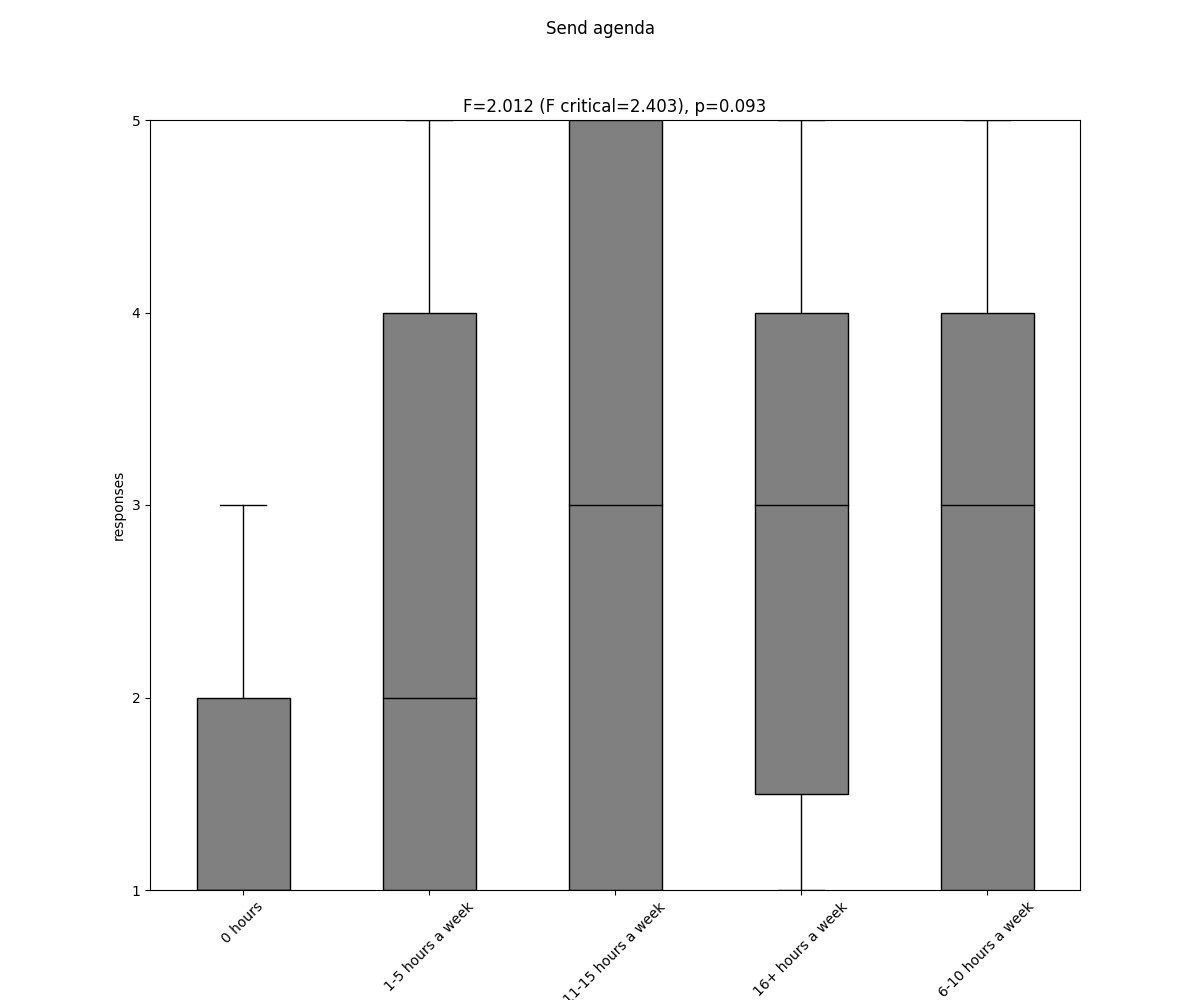 Send agenda
F=2.012 (F critical=2.403), p=0.093
5
4
3
2
1
responses
0 hours
1-5 hours a week
11-15 hours a week
16+ hours a week
6-10 hours a week